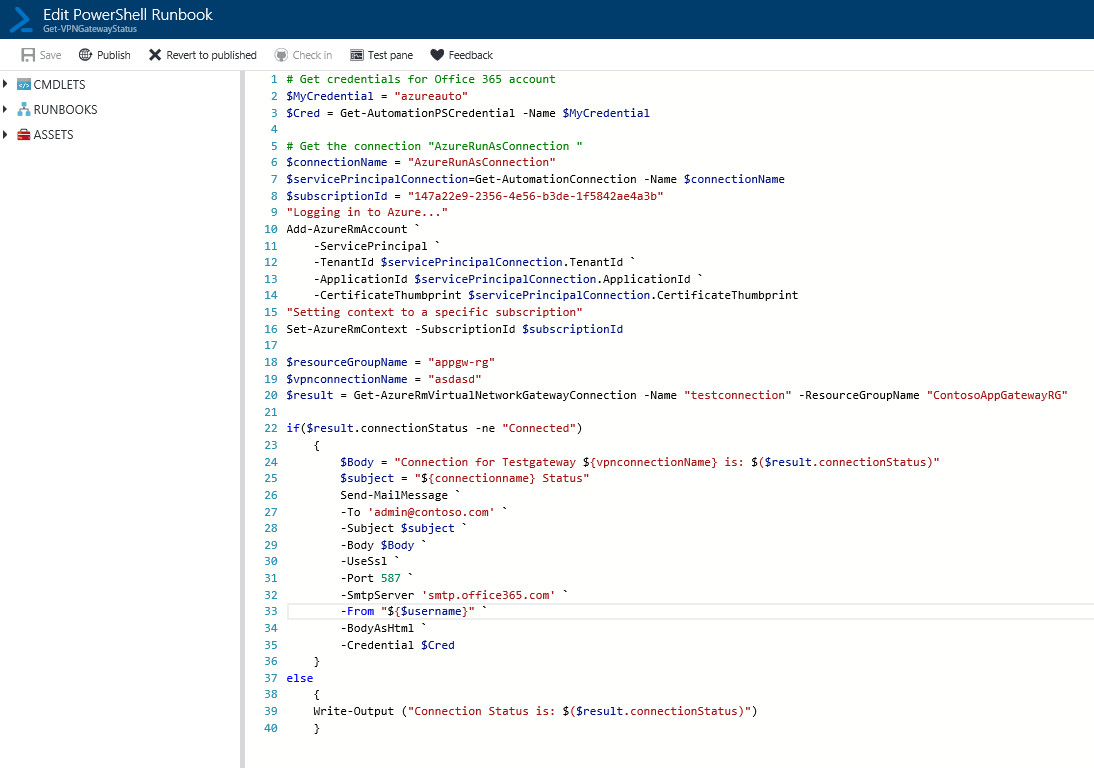 Edit PowerShell Runbook
Get-VPNGatewayStatus
Save Publish Revert to published Check in Test pane Feedback
CMDLETS
RUNBOOKS
ASSETS
1 # Get credentials for Office 365 account
2 $MyCredential = "azureauto"
3 $Cred = Get-AutomationPSCredential -Name $MyCredential
4
5 # Get the connection "AzureRunAsConnection "
6 $connectionName = "AzureRunAsConnection"
7 $servicePrincipalConnection=Get-AutomationConnection -Name $connectionName
8 $subscriptionId = "147a22e9-2356-4e56-b3de-1f5842ae4a3b"
9 "Logging in to Azure..."
10 Add-AzureRmAccount `
11     -ServicePrincipal `
12     -TenantId $servicePrincipalConnection.TenantId `
13     -ApplicationId $servicePrincipalConnection.ApplicationId `
14     -CertificateThumbprint $servicePrincipalConnection.CertificateThumbprint
15 "Setting context to a specific subscription"
16 Set-AzureRmContext -SubscriptionId $subscriptionId
17
18 $resourceGroupName = "appgw-rg"
19 $vpnconnectionName = "asdasd"
20 $result = Get-AzureRmVirtualNetworkGatewayConnection -Name "testconnection" -ResourceGroupName "ContosoAppGatewayRG"
21
22 if($result.connectionStatus -ne "Connected")
23     {
24         $Body = "Connection for Testgateway ${vpnconnectionName} is: $($result.connectionStatus)"
25         $subject = "${connectionname} Status"
26         Send-MailMessage `
27         -To 'admin@contoso.com' `
28         -Subject $subject `
29         -Body $Body `
30         -UseSsl `
31         -Port 587 `
32         -SmtpServer 'smtp.office365.com' `
33         -From "${$username}" `
34         -BodyAsHtml `
35         -Credential $Cred
36     }
37 else
38     {
39     Write-Output ("Connection Status is: $($result.connectionStatus)")
40     }